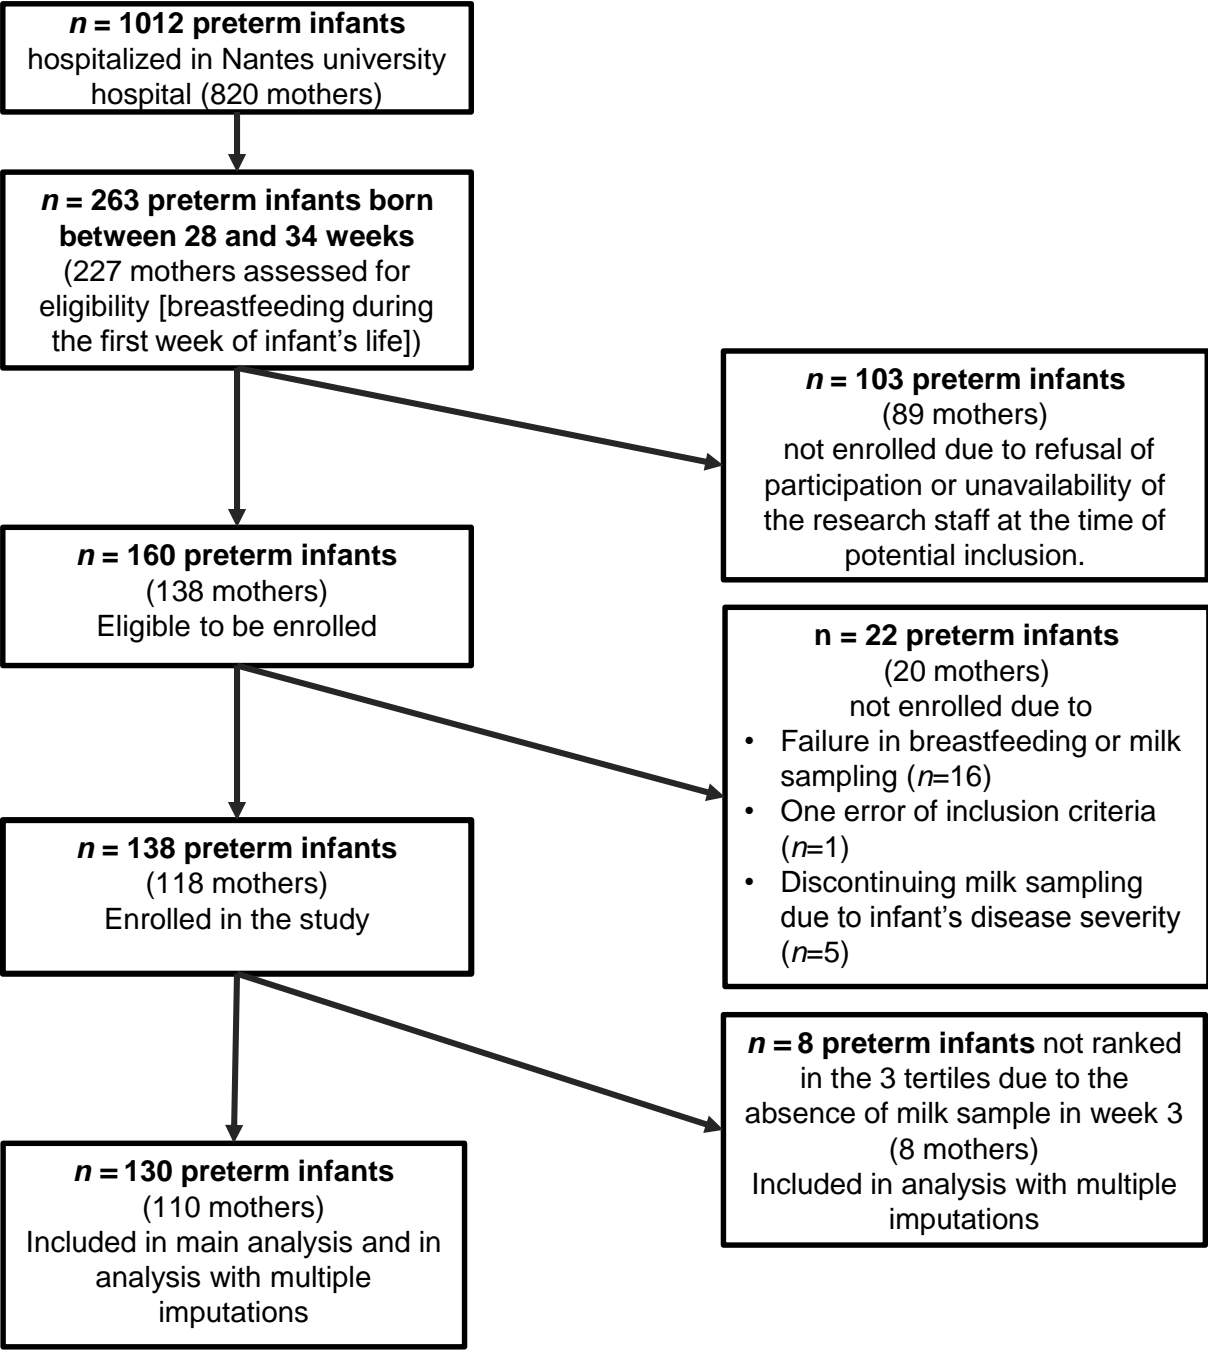 n = 1012 preterm infants
hospitalized in Nantes university
hospital (820 mothers)
n = 263 preterm infants born
between 28 and 34 weeks
(227 mothers assessed for
eligibility [breastfeeding during
the first week of infant’s life])
n = 103 preterm infants
(89 mothers)
not enrolled due to refusal of
participation or unavailability of
the research staff at the time of
potential inclusion.
n = 160 preterm infants
(138 mothers)
Eligible to be enrolled
n = 22 preterm infants
(20 mothers)
not enrolled due to
• Failure in breastfeeding or milk
sampling (n=16)
• One error of inclusion criteria
(n=1)
• Discontinuing milk sampling
due to infant’s disease severity
(n=5)
n = 138 preterm infants
(118 mothers)
Enrolled in the study
n = 8 preterm infants not ranked
in the 3 tertiles due to the
absence of milk sample in week 3
(8 mothers)
Included in analysis with multiple
imputations
n = 130 preterm infants
(110 mothers)
Included in main analysis and in
analysis with multiple
imputations